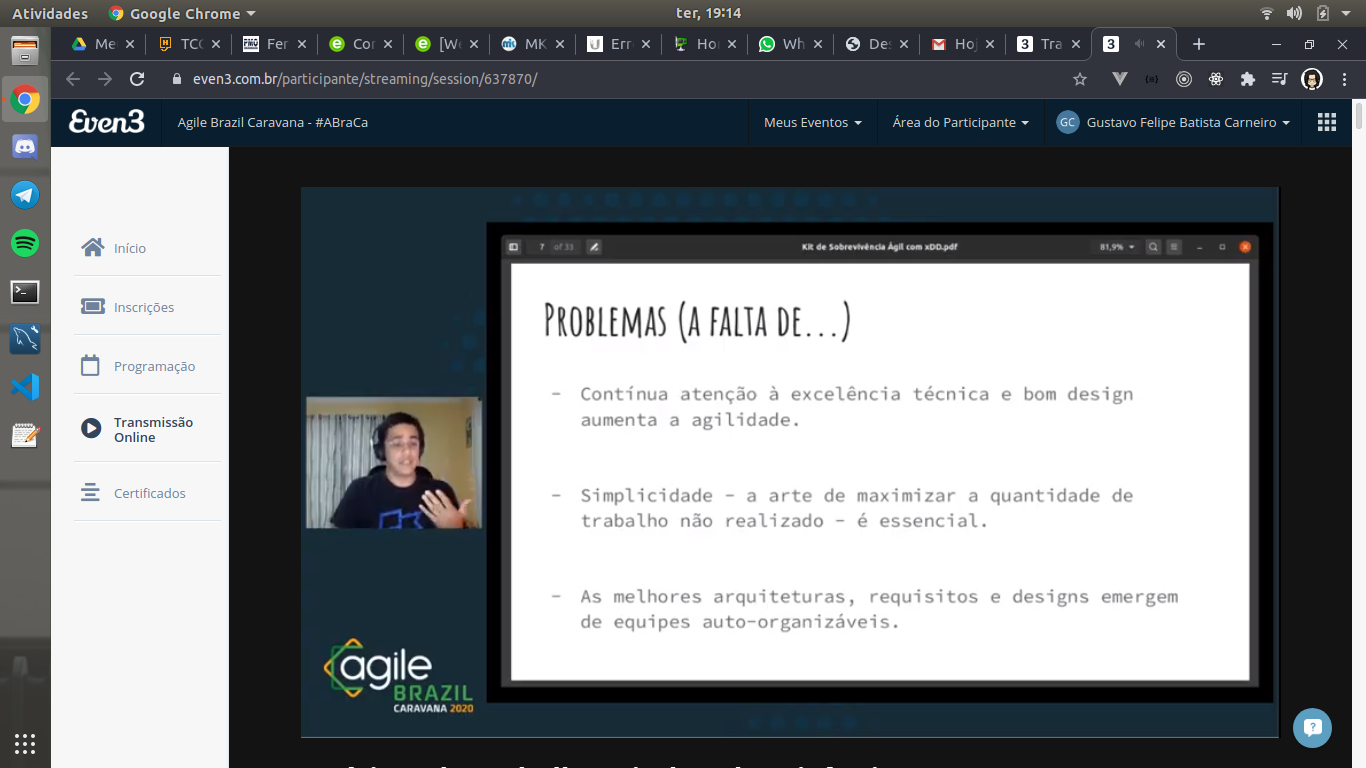 Atividades
Google Chrome
ter, 19:14
Me
TCC
Fer
Cor
[We
MK
Err
Hor
Wh
Des
Hoj
Tra
even3.com.br/participante/streaming/session/637870/
Even3
Agile Brazil Caravana - #ABraCa
Meus Eventos
Área do Participante
GC
Gustavo Felipe Batista Carneiro
Início
Inscrições
Programação
Transmissão
Online
Certificados
7 of 33
Kit de Sobrevivência Ágil com xDD.pdf
81,9%
Problemas (a falta de...)
- Contínua atenção à excelência técnica e bom design
aumenta a agilidade.
- Simplicidade - a arte de maximizar a quantidade de
trabalho não realizado - é essencial.
- As melhores arquiteturas, requisitos e designs emergem
de equipes auto-organizáveis.
agile
BRAZIL
CARAVANA 2020